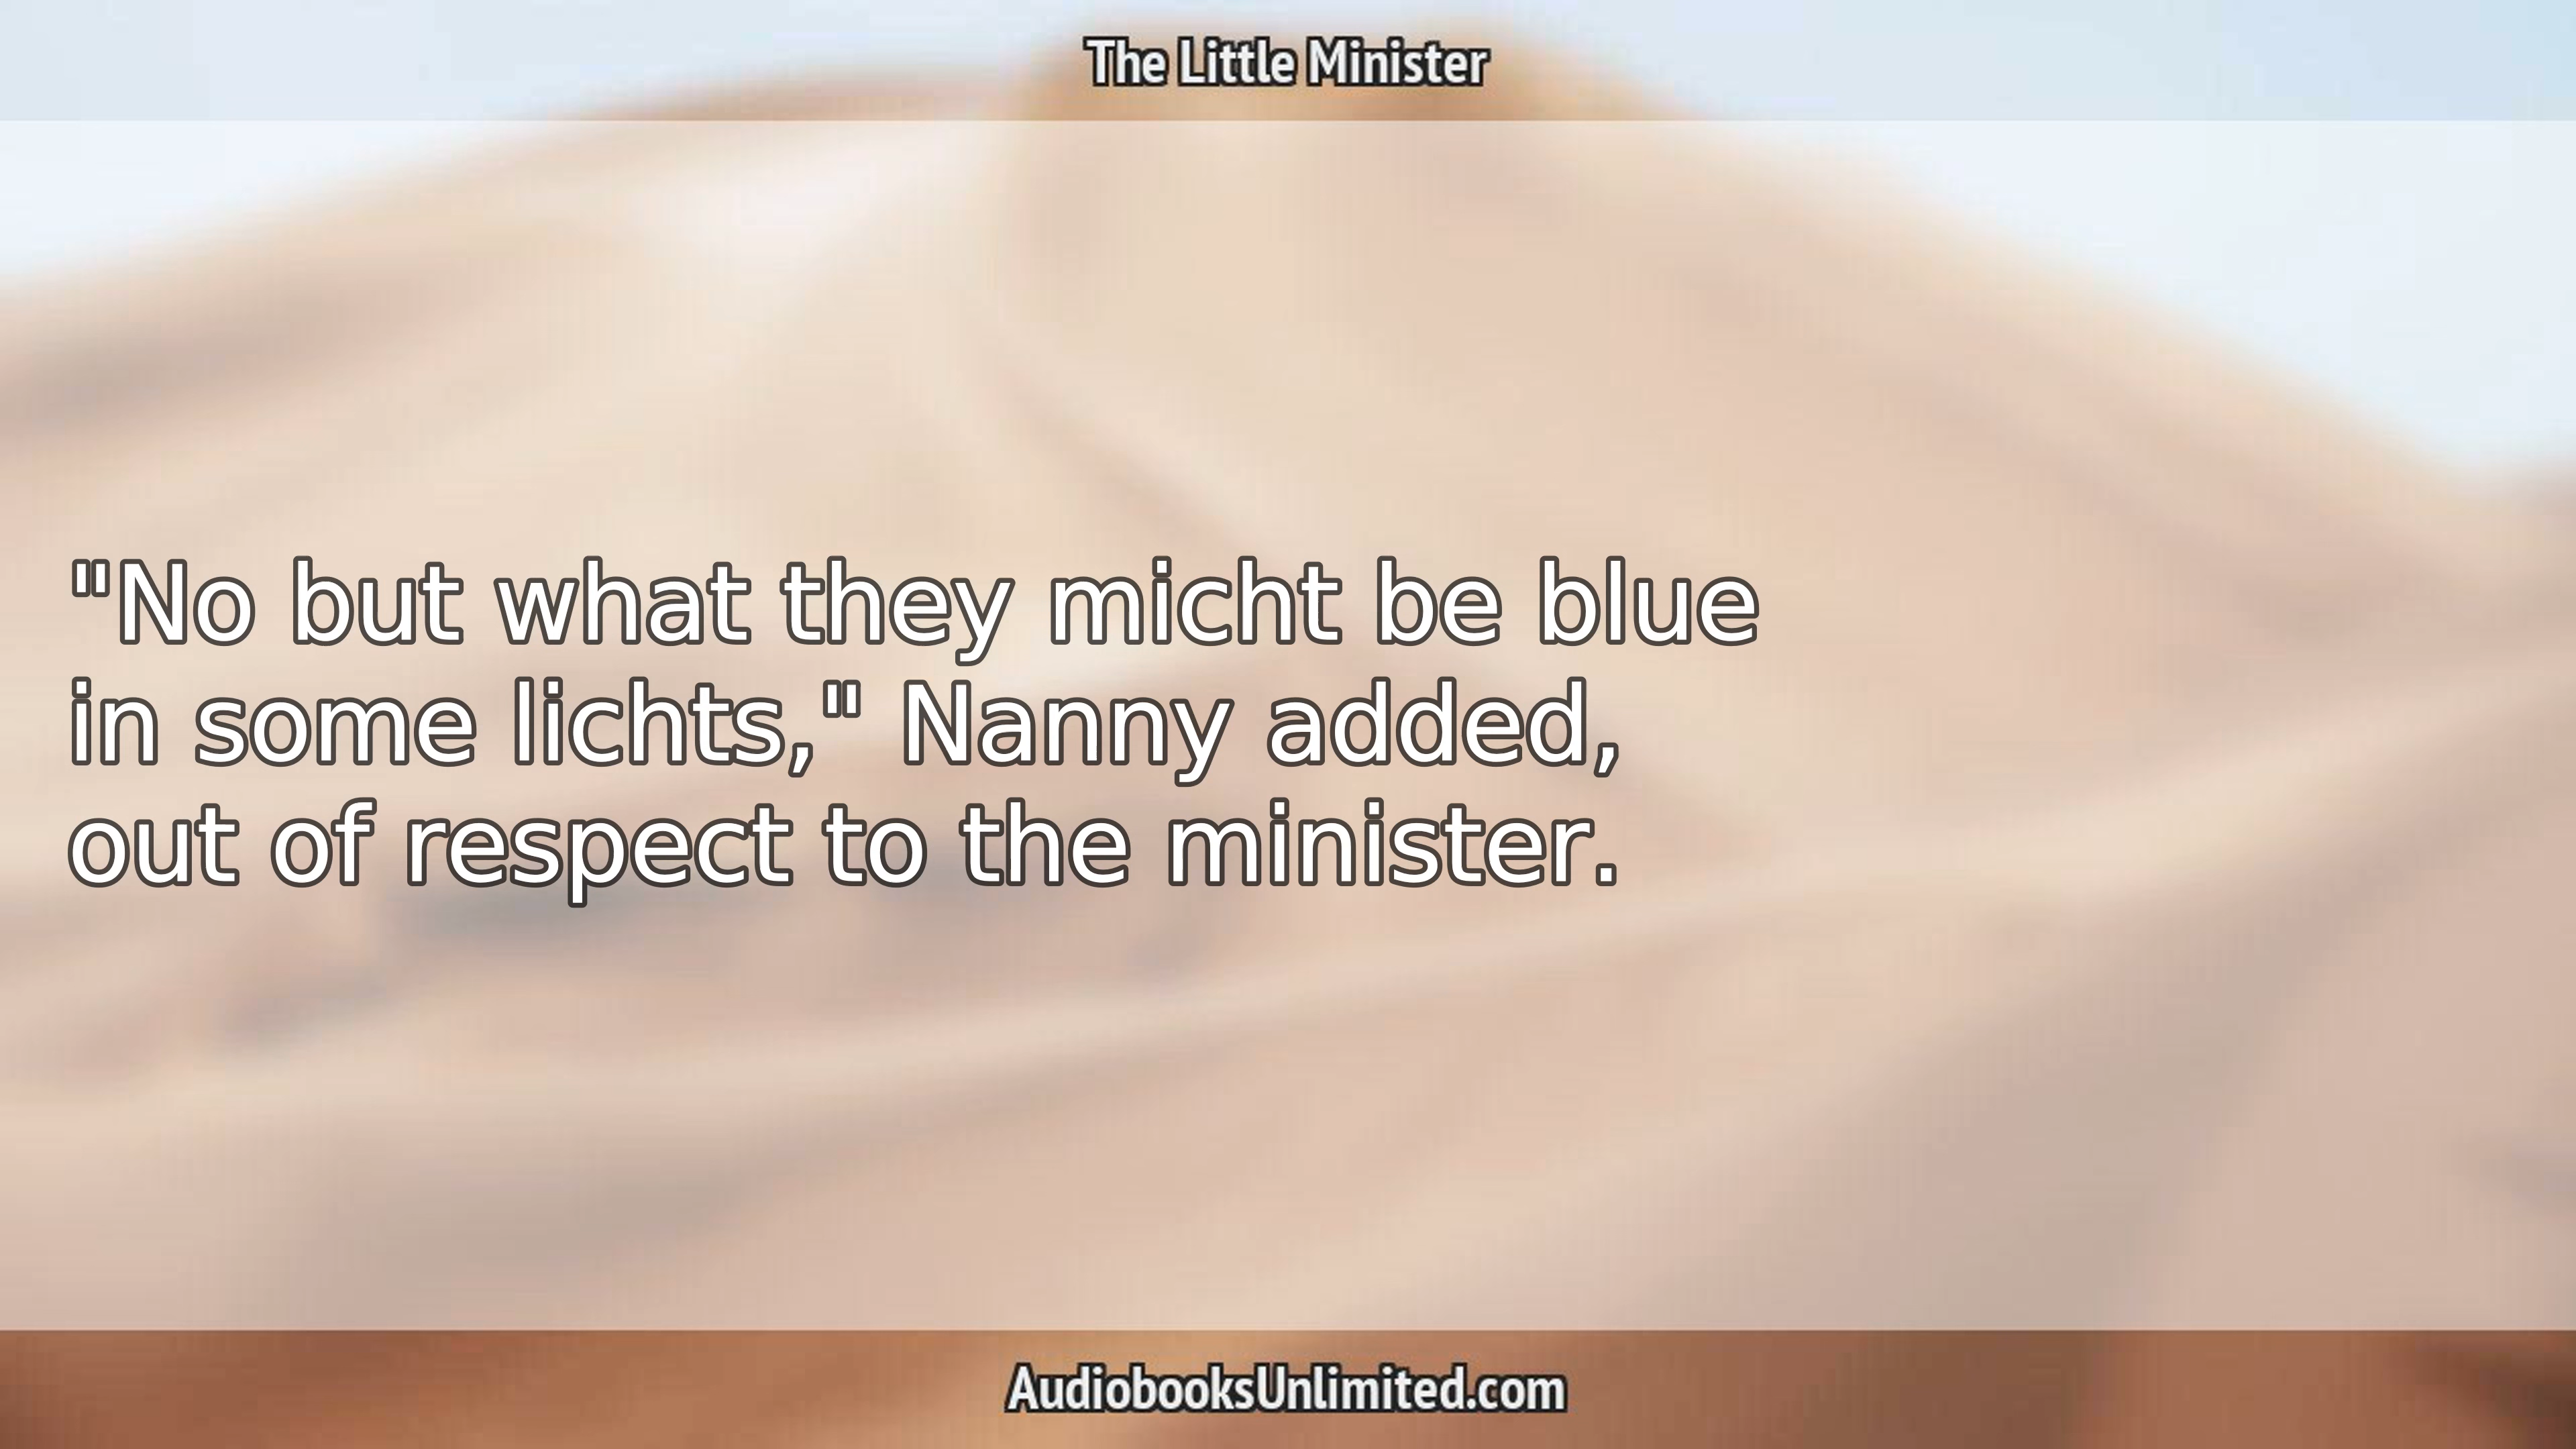 The Little Minister
"No but what they micht be blue
in some lichts," Nanny added,
out of respect to the minister.
AudiobooksUnlimited.com